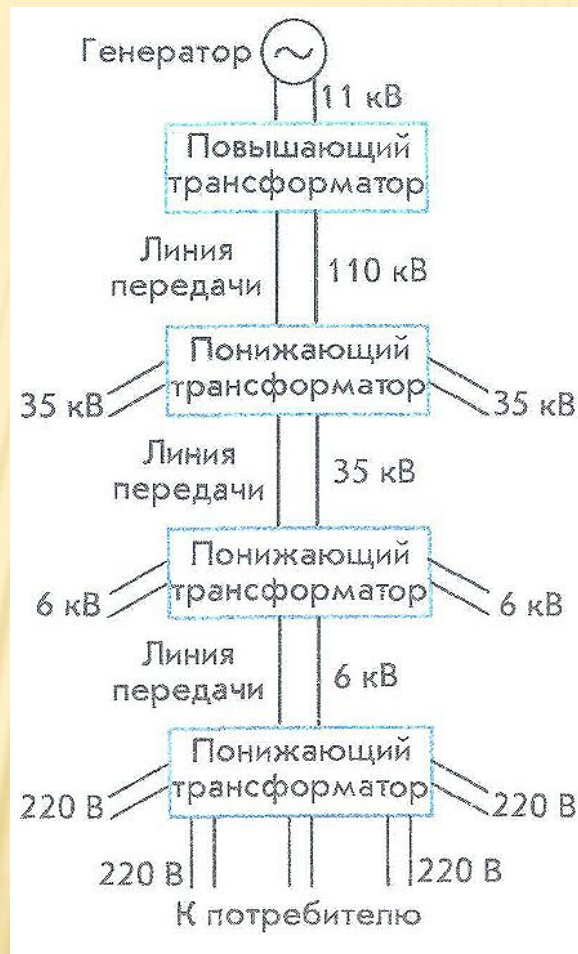 Генератор
11 кВ
Повышающий
трансформатор
Линия
передачи
110 кВ
Понижающий
трансформатор
35 кВ
35 кВ
Линия
передачи
35 кВ
Понижающий
трансформатор
6 кВ
6 кВ
Линия
передачи
6 кВ
Понижающий
трансформатор
220 В
220 В
220 В
220 В
К потребителю